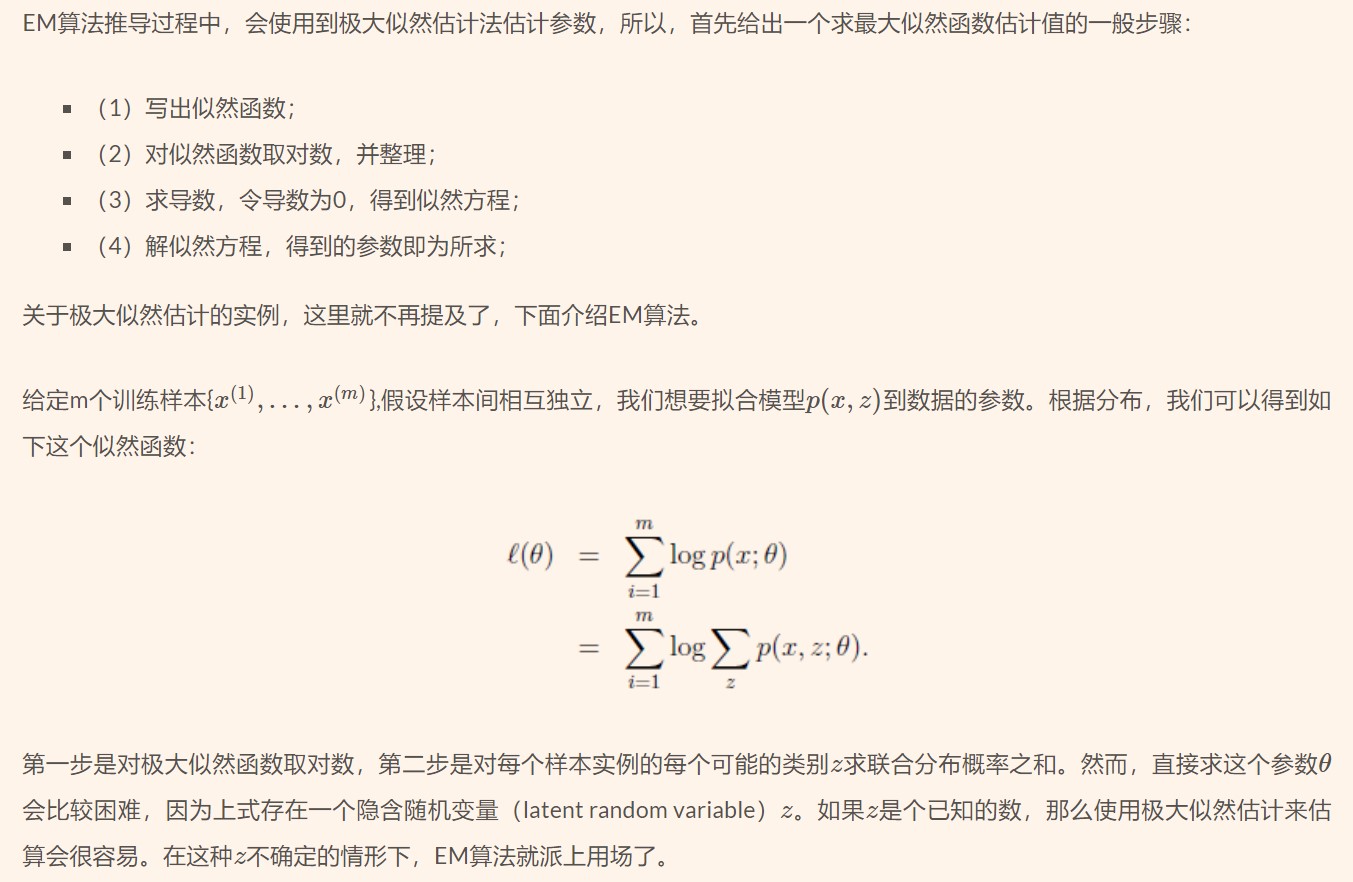 EM算法推导过程中，会使用到极大似然估计法估计参数，所以，首先给出一个求最大似然函数估计值的一般步骤：
▪ （1）写出似然函数；
▪ （2）对似然函数取对数，并整理；
▪ （3）求导数，令导数为0，得到似然方程；
▪ （4）解似然方程，得到的参数即为所求；
关于极大似然估计的实例，这里就不再提及了，下面介绍EM算法。
给定m个训练样本{x^{(1)}, ..., x^{(m)}},假设样本间相互独立，我们想要拟合模型p(x, z)到数据的参数。根据分布，我们可以得到如
下这个似然函数：
ℓ(θ) = ∑_{i=1}^{m} log p(x; θ)
= ∑_{i=1}^{m} log ∑_{z} p(x, z; θ).
第一步是对极大似然函数取对数，第二步是对每个样本实例的每个可能的类别z求联合分布概率之和。然而，直接求这个参数θ
会比较困难，因为上式存在一个隐含随机变量（latent random variable）z。如果z是个已知的数，那么使用极大似然估计来估
算会很容易。在这种z不确定的情形下，EM算法就派上用场了。